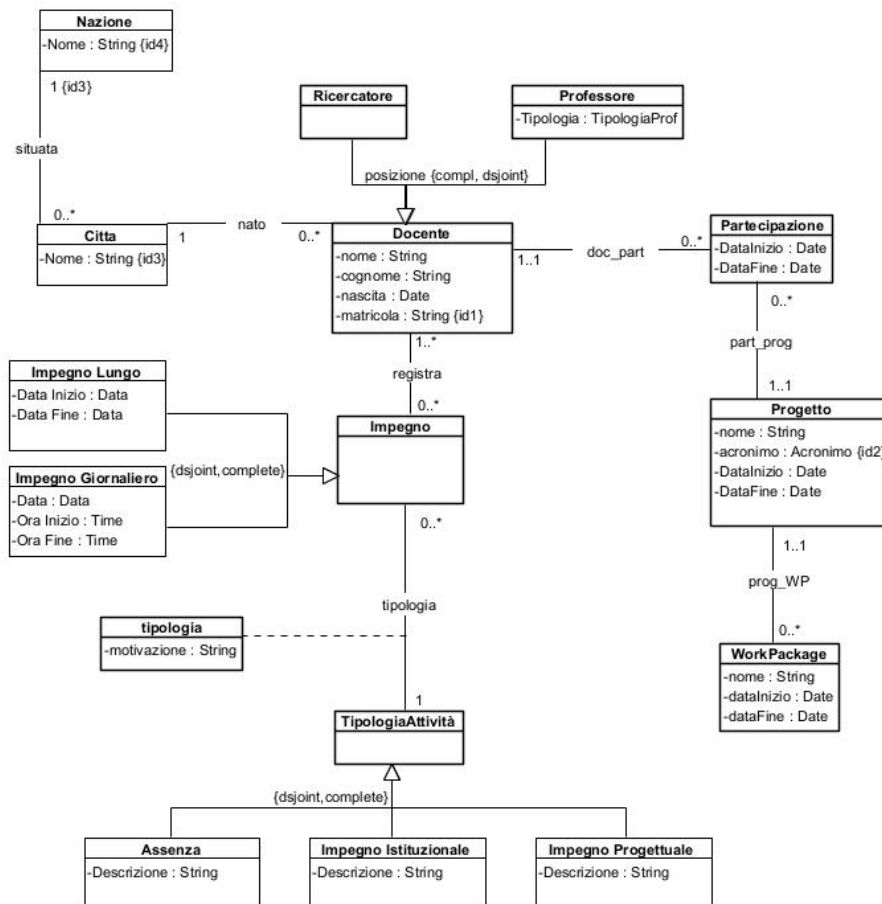 Nazione
-Nome : String {id4}
1 {id3}
situata
0..*
Citta
-Nome : String {id3}
1
nato
0..*
Ricercatore
Professore
-Tipologia : TipologiaProf
posizione {compl, dsjoint}
Docente
-nome : String
-cognome : String
-nascita : Date
-matricola : String {id1}
1..1
doc_part
0..*
Partecipazione
-DataInizio : Date
-DataFine : Date
0..*
part_prog
1..1
Progetto
-nome : String
-acronimo : Acronimo {id2}
-DataInizio : Date
-DataFine : Date
1..1
prog_WP
0..*
WorkPackage
-nome : String
-dataInizio : Date
-dataFine : Date
1..*
registra
0..*
Impegno
Impegno Lungo
-Data Inizio : Data
-Data Fine : Data
{dsjoint,complete}
Impegno Giornaliero
-Data : Data
-Ora Inizio : Time
-Ora Fine : Time
0..*
tipologia
tipologia
-motivazione : String
1
TipologiaAttività
{dsjoint,complete}
Assenza
-Descrizione : String
Impegno Istituzionale
-Descrizione : String
Impegno Progettuale
-Descrizione : String